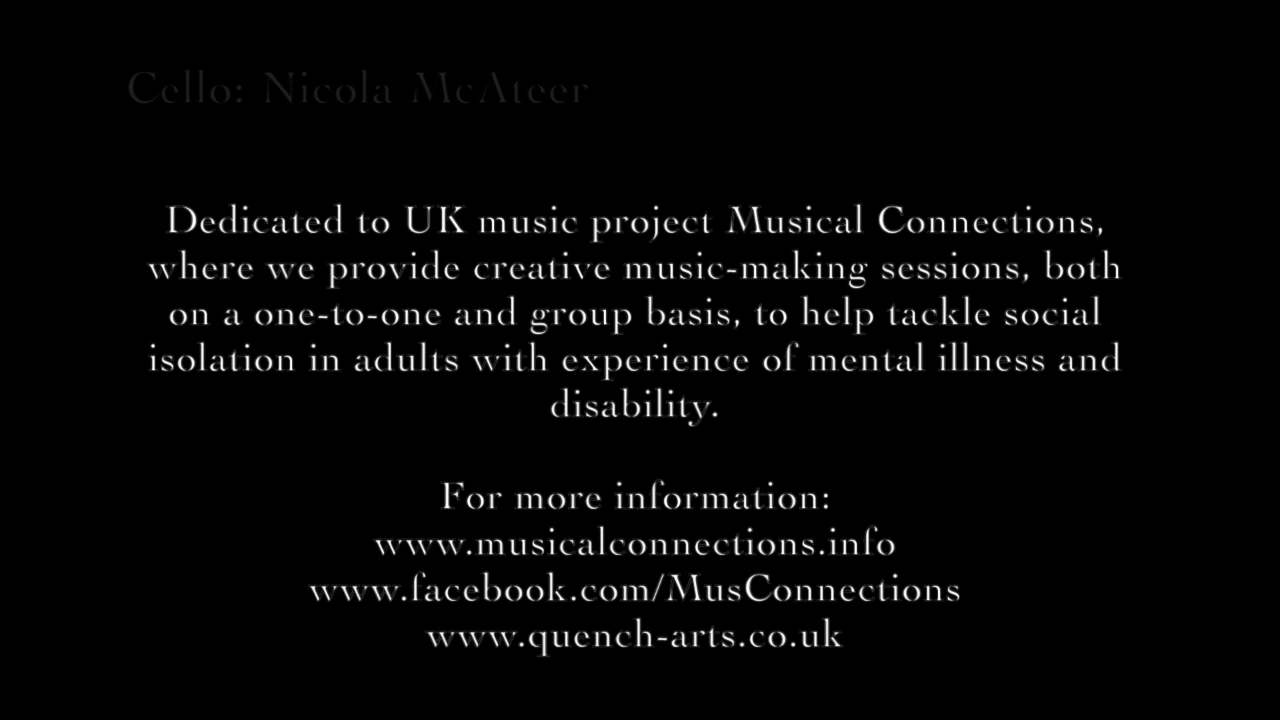 Cello: Nicola McAteer
Dedicated to UK music project Musical Connections,
where we provide creative music-making sessions, both
on a one-to-one and group basis, to help tackle social
isolation in adults with experience of mental illness and
disability.
For more information:
www.musicalconnections.info
www.facebook.com/MusConnections
www.quench-arts.co.uk